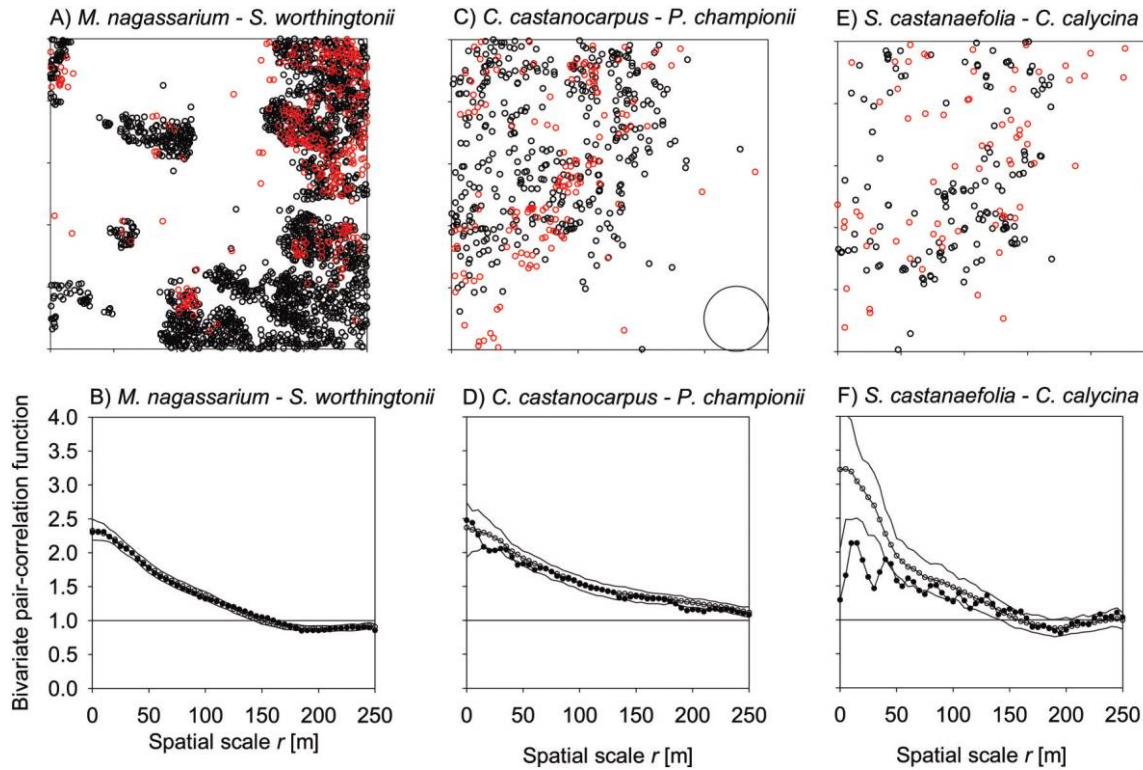 A) M. nagassarium - S. worthingtonii
C) C. castanocarpus - P. championii
E) S. castanaefolia - C. calycina
B) M. nagassarium - S. worthingtonii
D) C. castanocarpus - P. championii
F) S. castanaefolia - C. calycina
Bivariate pair-correlation function
4.0
3.5
3.0
2.5
2.0
1.5
1.0
0.5
0.0
0 50 100 150 200 250
0 50 100 150 200 250
0 50 100 150 200 250
Spatial scale r [m]
Spatial scale r [m]
Spatial scale r [m]